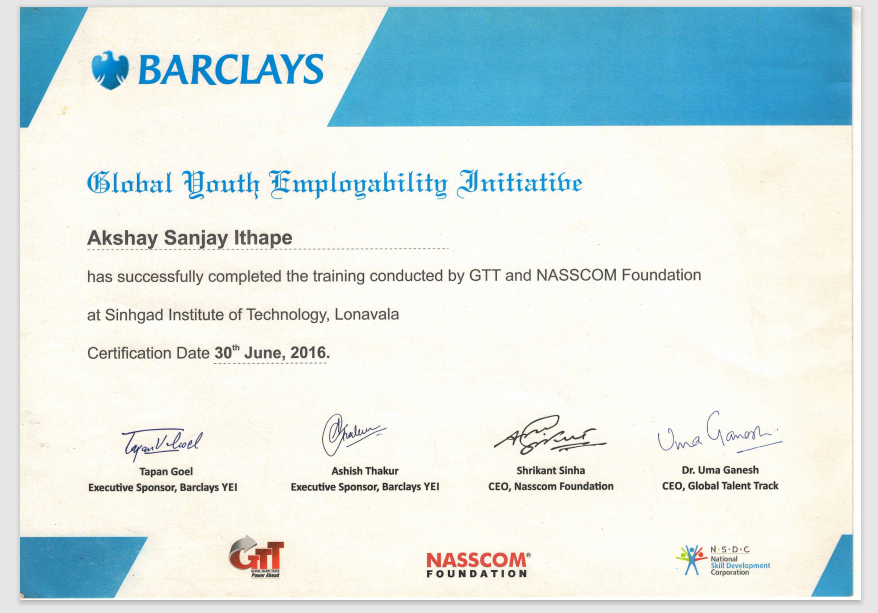 BARCLAYS
Global Youth Employability Initiative
Akshay Sanjay Ithape
has successfully completed the training conducted by GTT and NASSCOM Foundation
at Sinhgad Institute of Technology, Lonavala
Certification Date 30th June, 2016.
Uma Ganesh
Tapan Goel
Executive Sponsor, Barclays YEI
Ashish Thakur
Executive Sponsor, Barclays YEI
Shrikant Sinha
CEO, Nasscom Foundation
Dr. Uma Ganesh
CEO, Global Talent Track
GTT
Power Ahead
NASSCOM®
FOUNDATION
N·S·D·C
National
Skill Development
Corporation